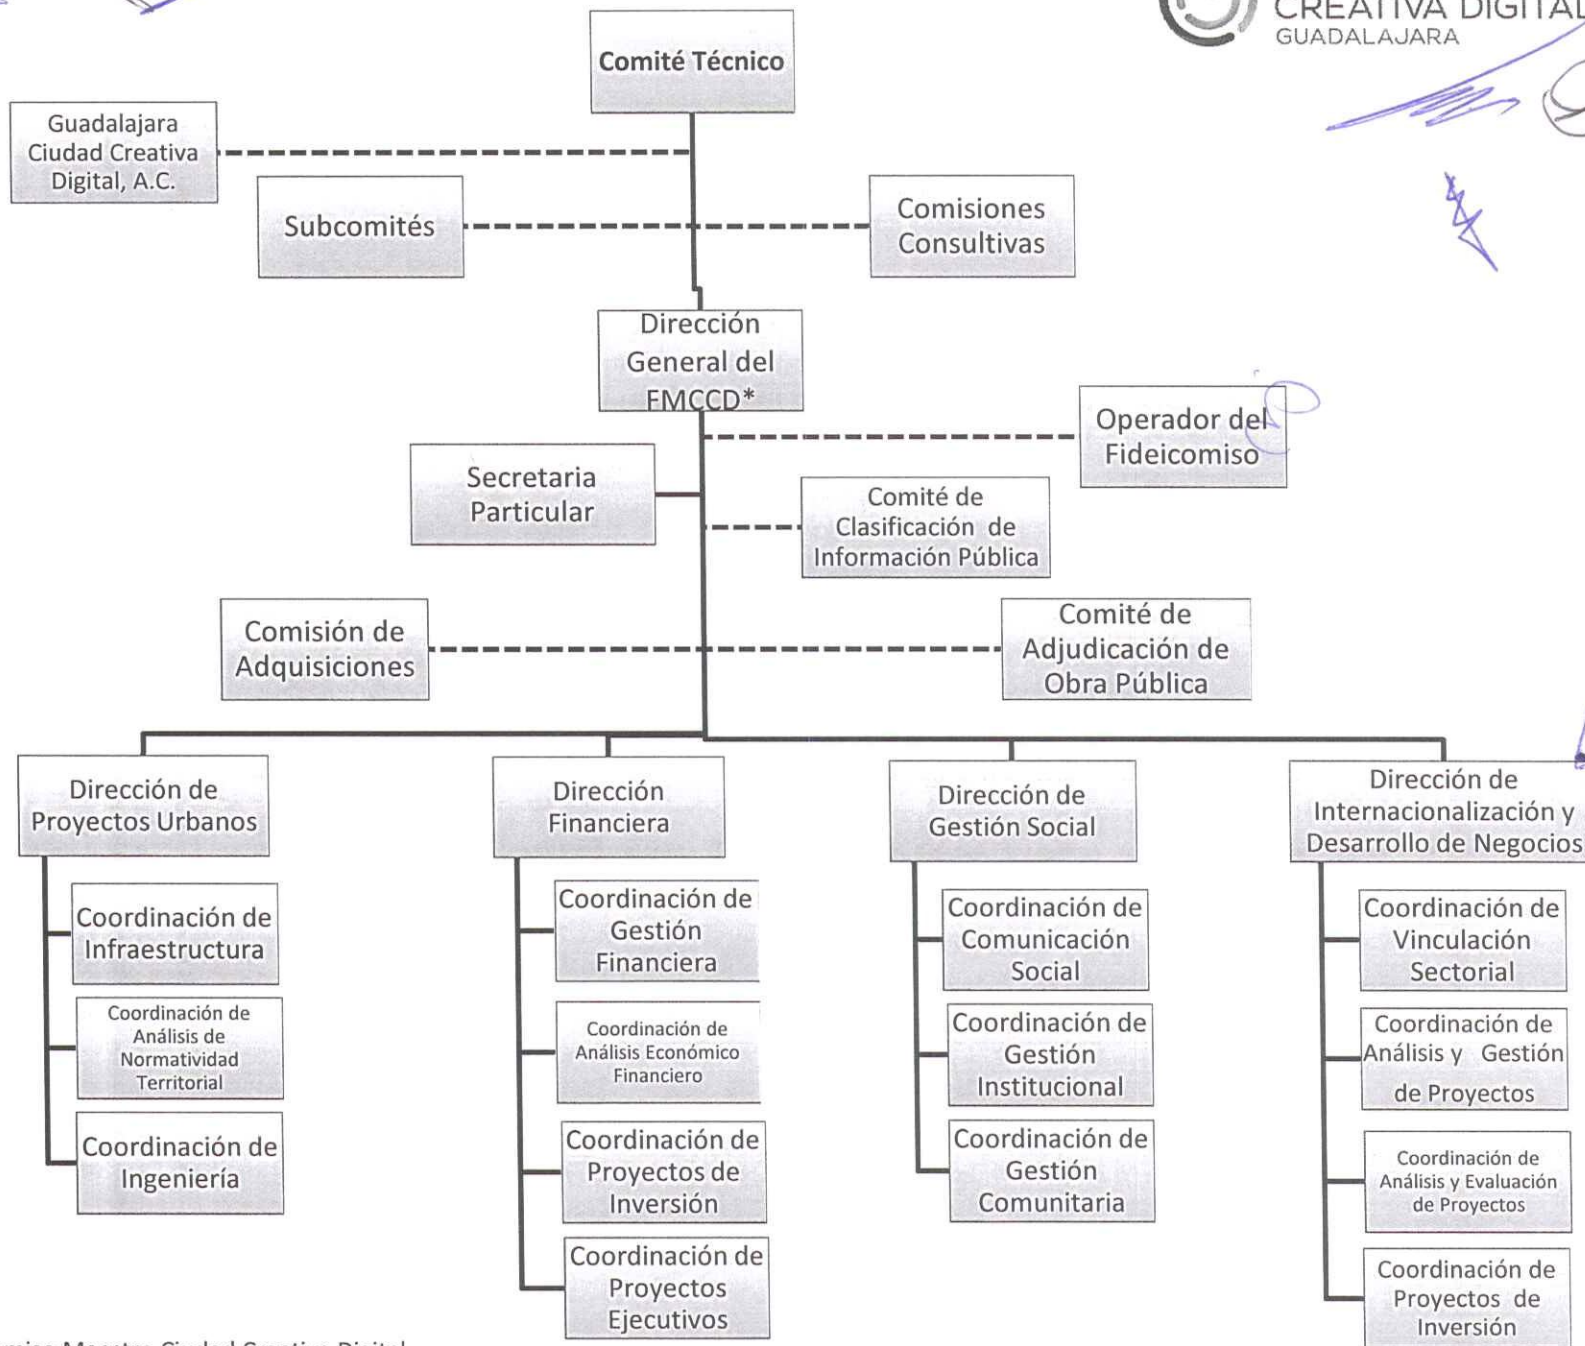 CREATIVA DIGITAL
GUADALAJARA
Comité Técnico
Guadalajara
Ciudad Creativa
Digital, A.C.
Subcomités
Comisiones
Consultivas
Dirección
General del
FMCCD*
Operador del
Fideicomiso
Secretaria
Particular
Comité de
Clasificación de
Información Pública
Comisión de
Adquisiciones
Comité de
Adjudicación de
Obra Pública
Dirección de
Proyectos Urbanos
Coordinación de
Infraestructura
Coordinación de
Análisis de
Normatividad
Territorial
Coordinación de
Ingeniería
Dirección
Financiera
Coordinación de
Gestión
Financiera
Coordinación de
Análisis Económico
Financiero
Coordinación de
Proyectos de
Inversión
Coordinación de
Proyectos
Ejecutivos
Dirección de
Gestión Social
Coordinación de
Comunicación
Social
Coordinación de
Gestión
Institucional
Coordinación de
Gestión
Comunitaria
Dirección de
Internacionalización y
Desarrollo de Negocios
Coordinación de
Vinculación
Sectorial
Coordinación de
Análisis y Gestión
de Proyectos
Coordinación de
Análisis y Evaluación
de Proyectos
Coordinación de
Proyectos de
Inversión